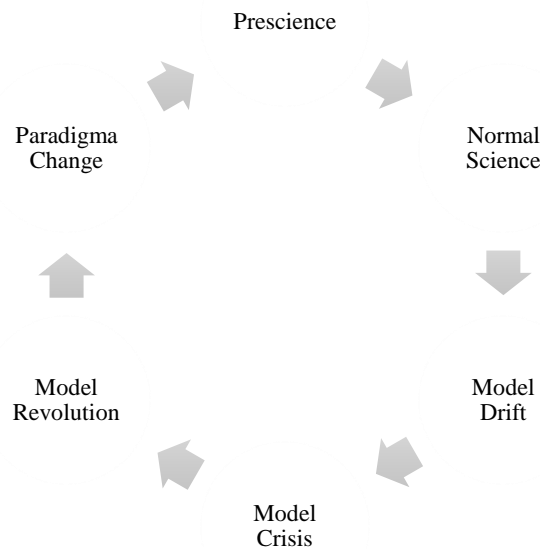 Prescience
Normal
Science
Model
Drift
Model
Crisis
Model
Revolution
Paradigma
Change